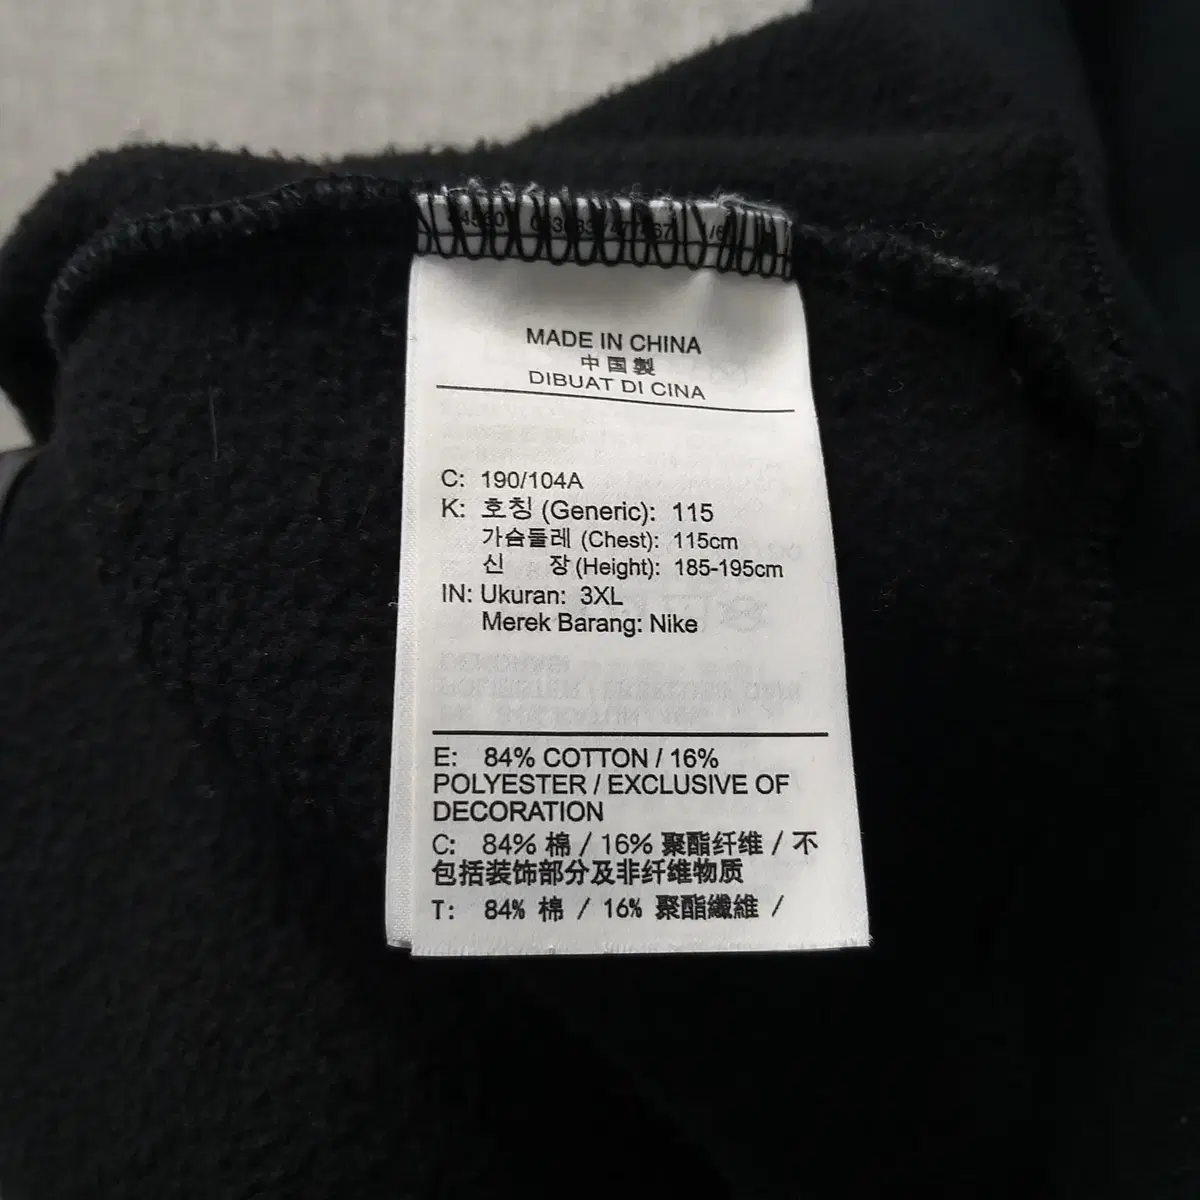 MADE IN CHINA
中国製
DIBUAT DI CINA
C: 190/104A
K: 호칭 (Generic): 115
가슴둘레 (Chest): 115cm
신 장 (Height): 185-195cm
IN: Ukuran: 3XL
Merek Barang: Nike
E: 84% COTTON / 16%
POLYESTER / EXCLUSIVE OF
DECORATION
C: 84% 棉 / 16% 聚酯纤维 / 不
包括装饰部分及非纤维物质
T: 84% 棉 / 16% 聚酯纖維 /